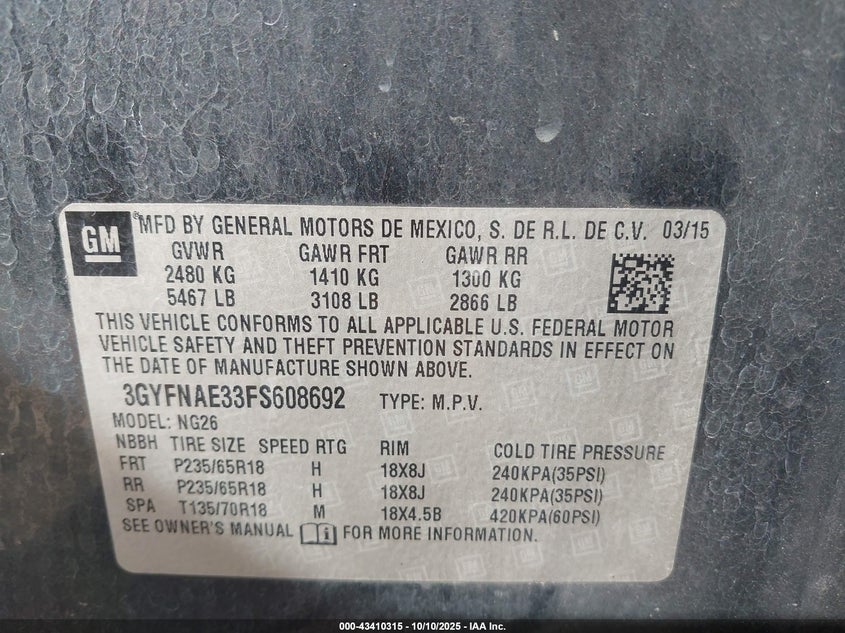 GM
® MFD BY GENERAL MOTORS DE MEXICO, S. DE R.L. DE C.V. 03/15
GVWR GAWR FRT GAWR RR
2480 KG 1410 KG 1300 KG
5467 LB 3108 LB 2866 LB
THIS VEHICLE CONFORMS TO ALL APPLICABLE U.S. FEDERAL MOTOR
VEHICLE SAFETY AND THEFT PREVENTION STANDARDS IN EFFECT ON
THE DATE OF MANUFACTURE SHOWN ABOVE.
3GYFNAE33FS608692 TYPE: M.P.V.
MODEL: NG26
NBBH TIRE SIZE SPEED RTG RIM COLD TIRE PRESSURE
FRT P235/65R18 H 18X8J 240KPA(35PSI)
RR P235/65R18 H 18X8J 240KPA(35PSI)
SPA T135/70R18 M 18X4.5B 420KPA(60PSI)
SEE OWNER'S MANUAL i FOR MORE INFORMATION.
000-43410315 - 10/10/2025 - IAA Inc.